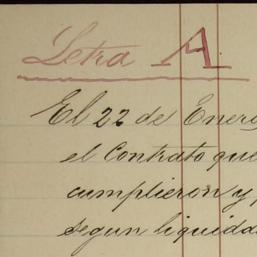 Letra A.
El 22 de Enero
el Contrato que
cumplieron y
segun liquida